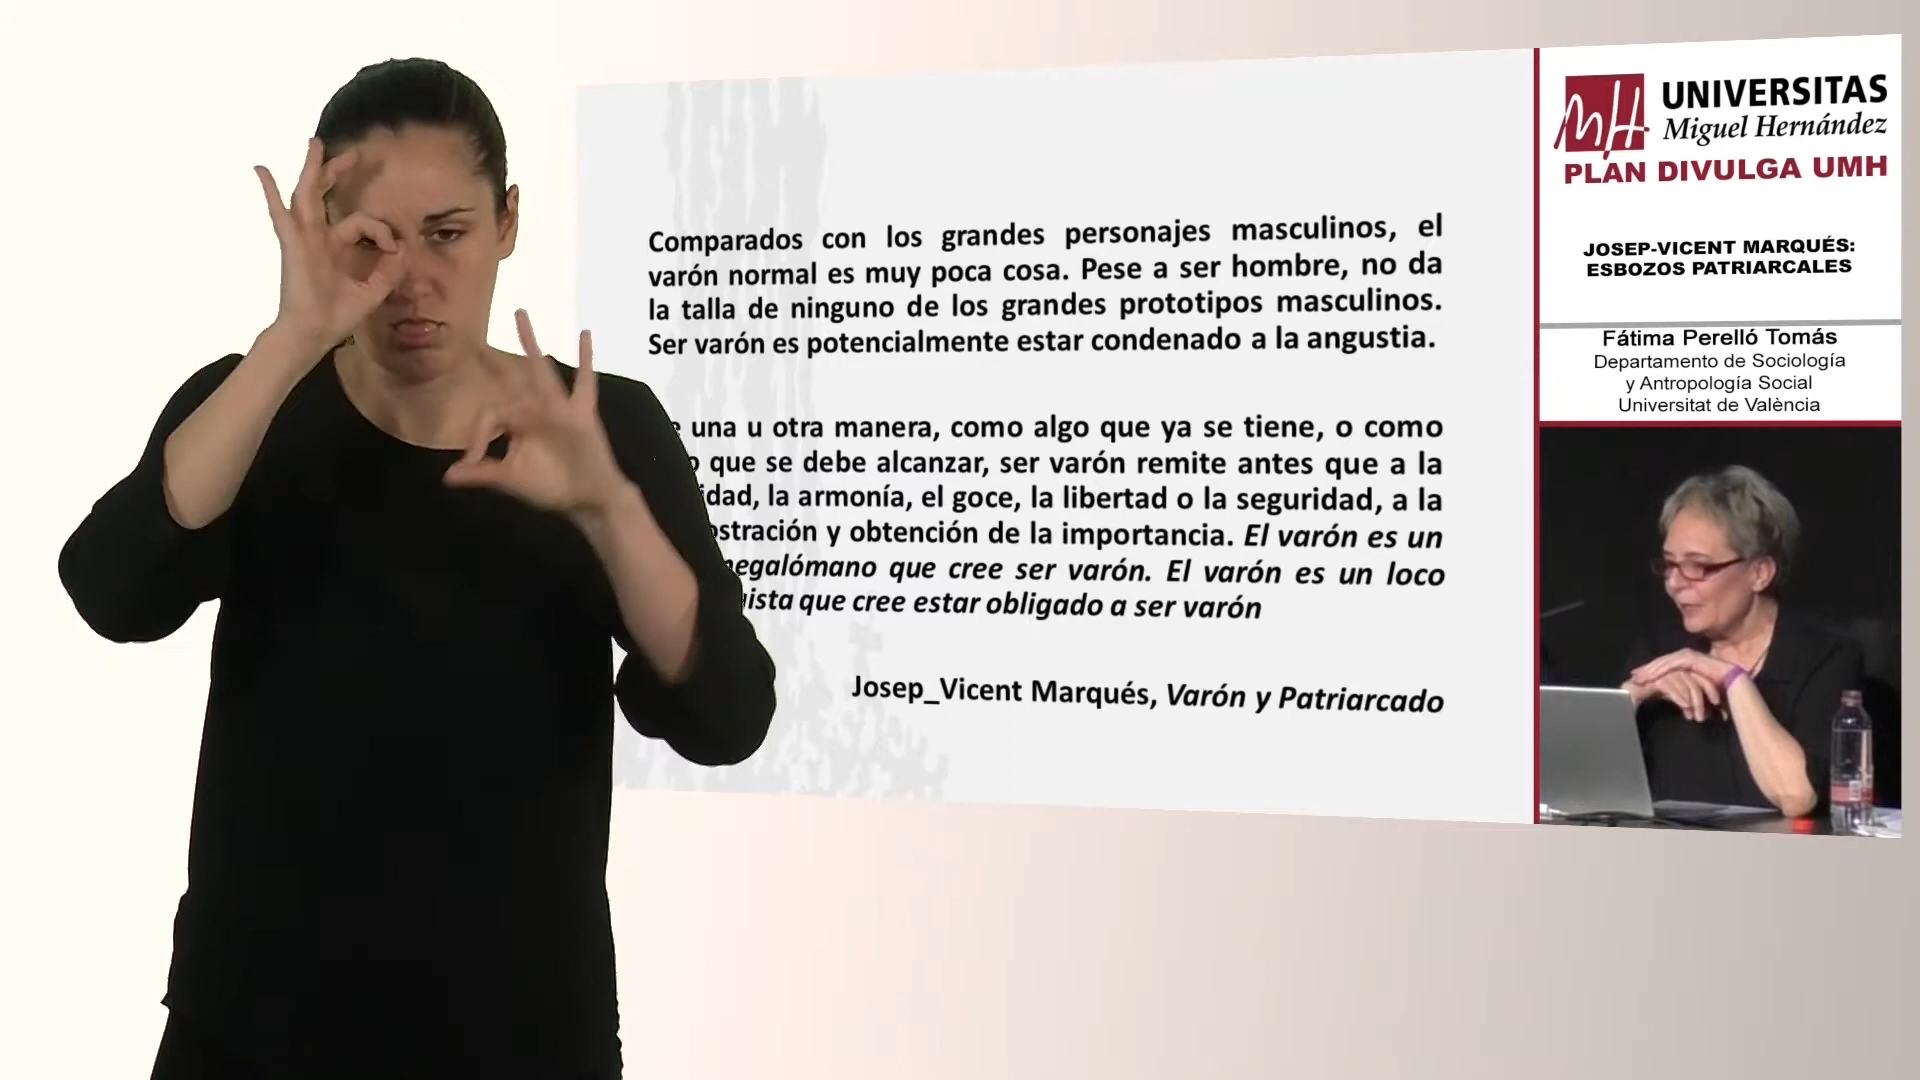 Comparados con los grandes personajes masculinos, el
varón normal es muy poca cosa. Pese a ser hombre, no da
la talla de ninguno de los grandes prototipos masculinos.
Ser varón es potencialmente estar condenado a la angustia.
una u otra manera, como algo que ya se tiene, o como
que se debe alcanzar, ser varón remite antes que a la
la armonía, el goce, la libertad o la seguridad, a la
y obtención de la importancia. El varón es un
que cree ser varón. El varón es un loco
que cree estar obligado a ser varón
Josep_Vicent Marqués, Varón y Patriarcado
MH
UNIVERSITAS
Miguel Hernández
PLAN DIVULGA UMH
JOSEP-VICENT MARQUÉS:
ESBOZOS PATRIARCALES
Fátima Perelló Tomás
Departamento de Sociología
y Antropología Social
Universitat de València